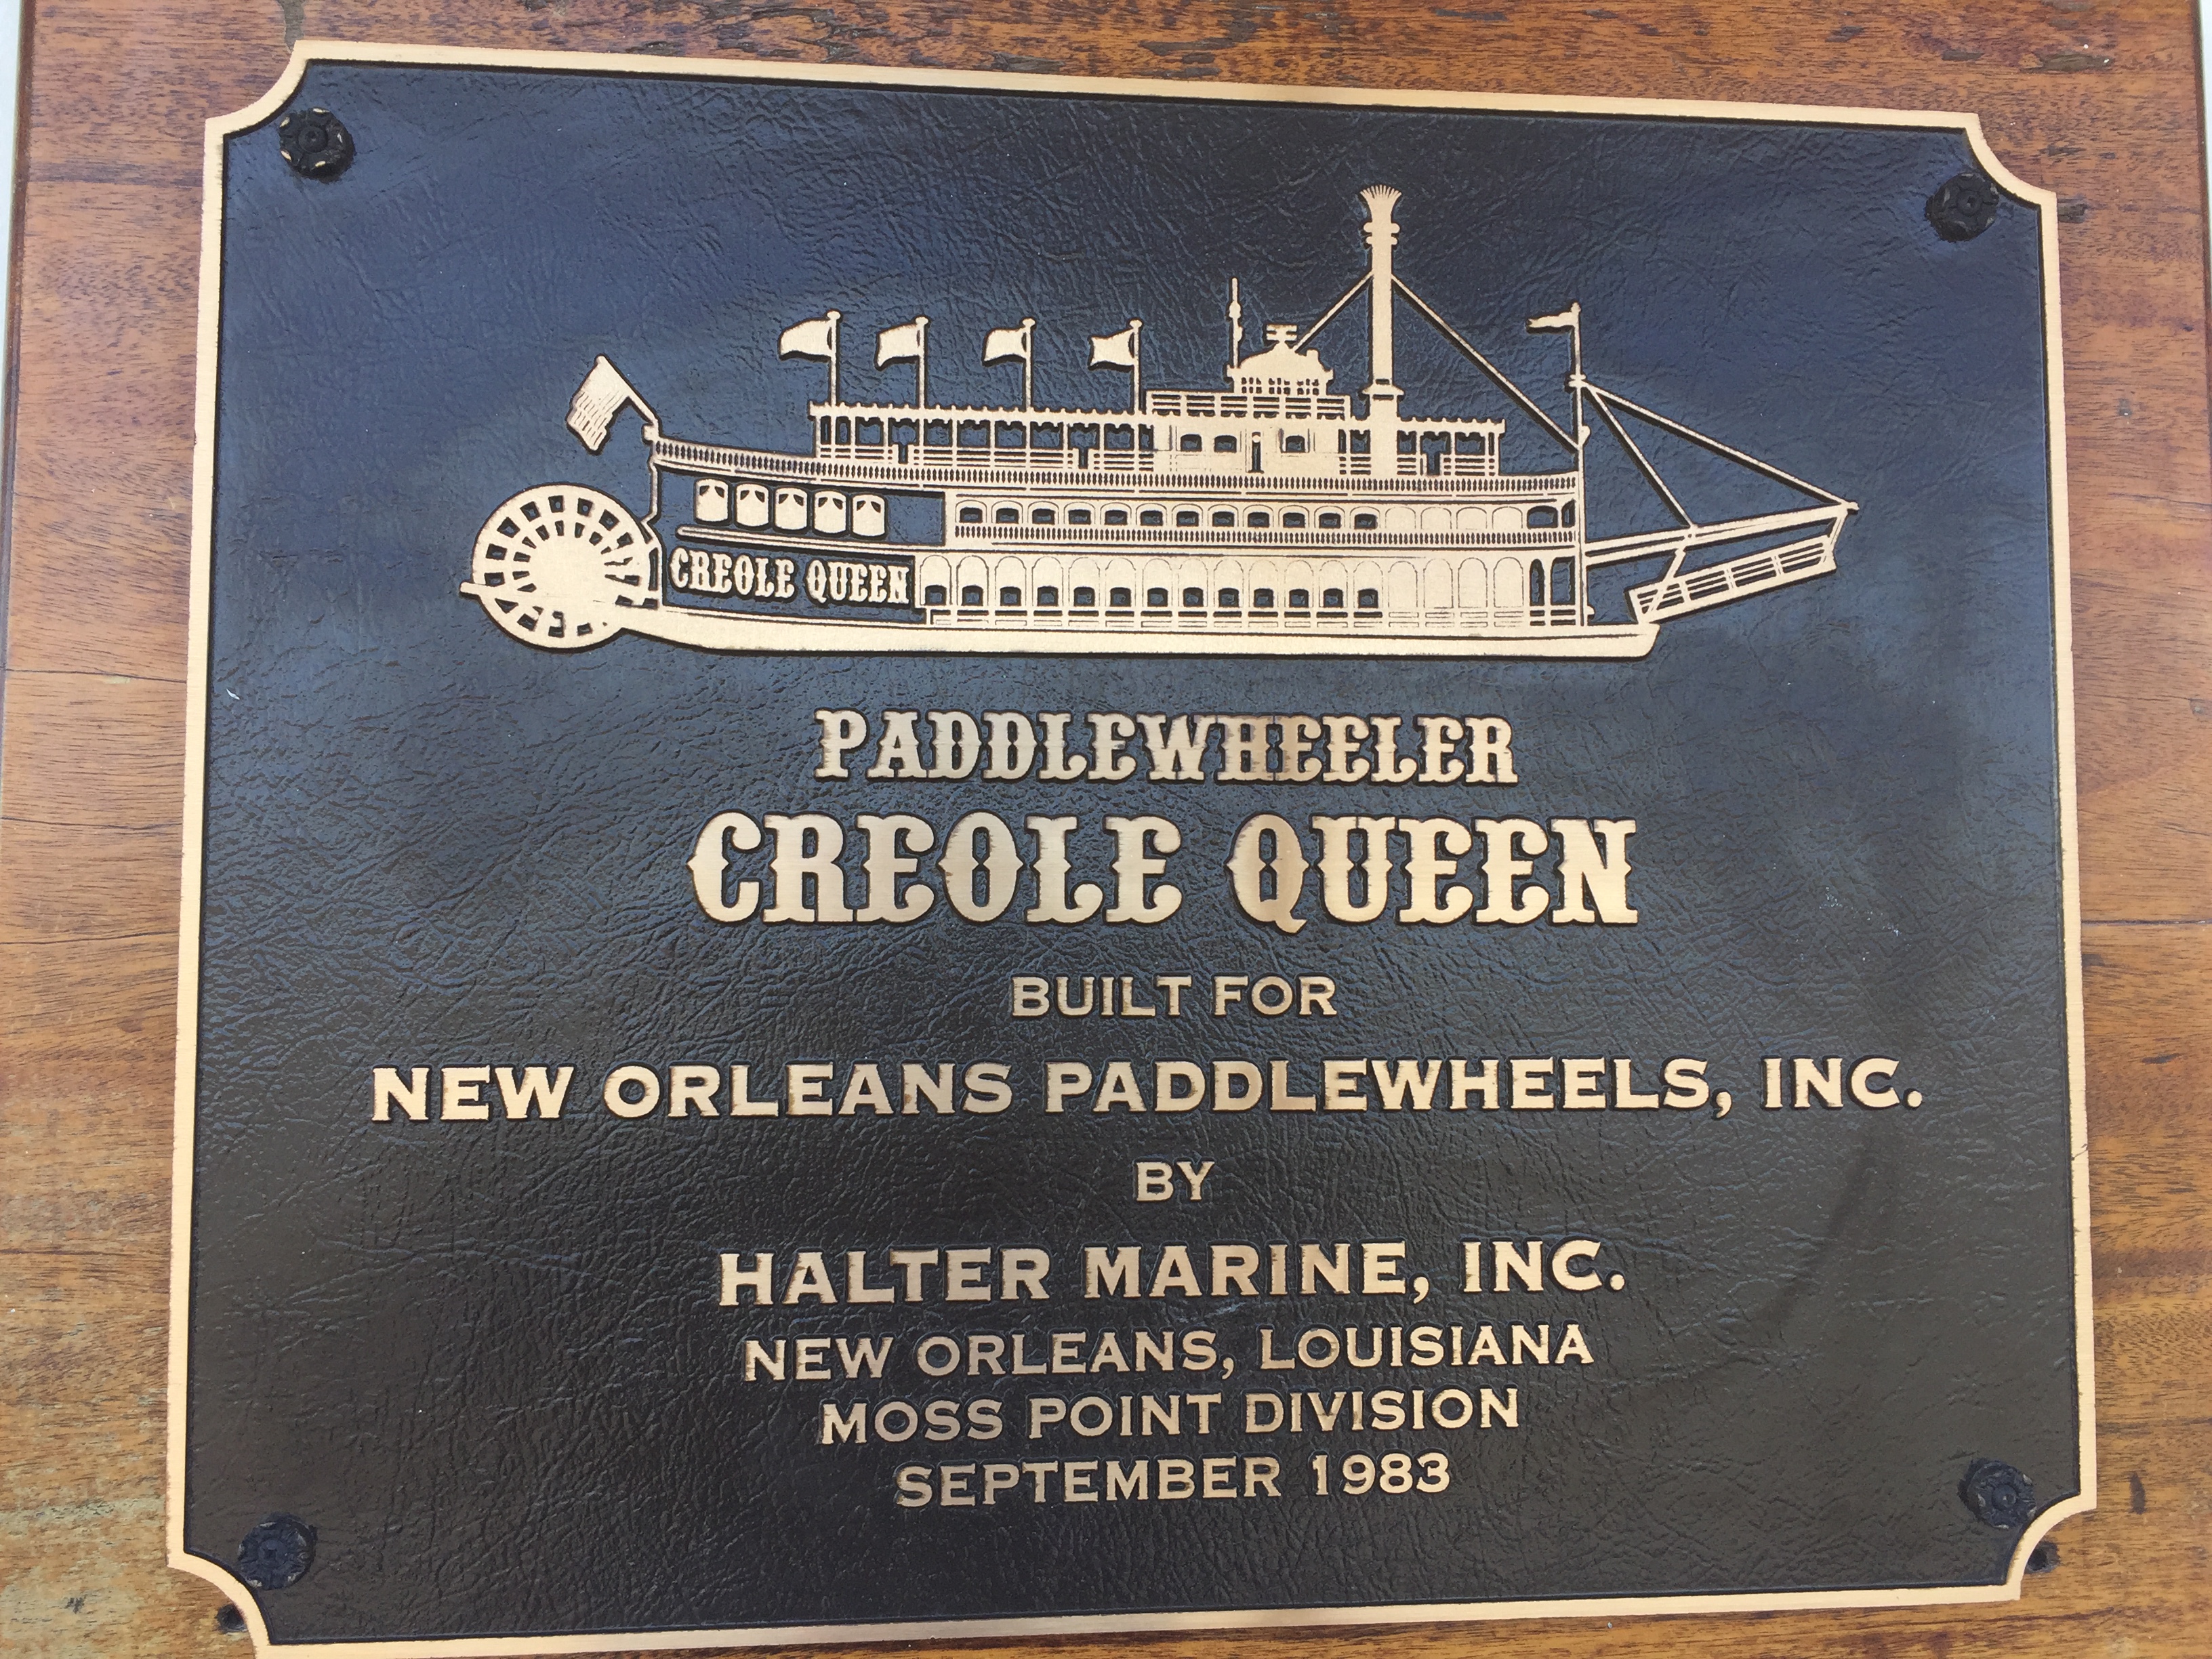 CREOLE QUEEN
PADDLEWHEELER
CREOLE QUEEN
BUILT FOR
NEW ORLEANS PADDLEWHEELS, INC.
BY
HALTER MARINE, INC.
NEW ORLEANS, LOUISIANA
MOSS POINT DIVISION
SEPTEMBER 1983